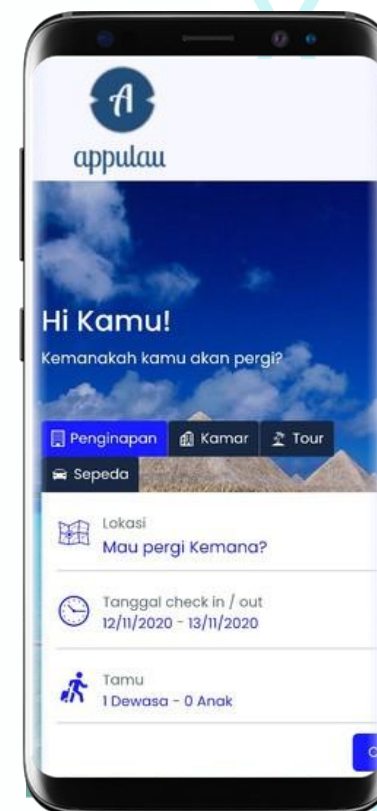 A
appulau
Hi Kamu!
Kemanakah kamu akan pergi?
Penginapan
Kamar
Tour
Sepeda
Lokasi
Mau pergi Kemana?
Tanggal check in / out
12/11/2020 - 13/11/2020
Tamu
1 Dewasa - 0 Anak